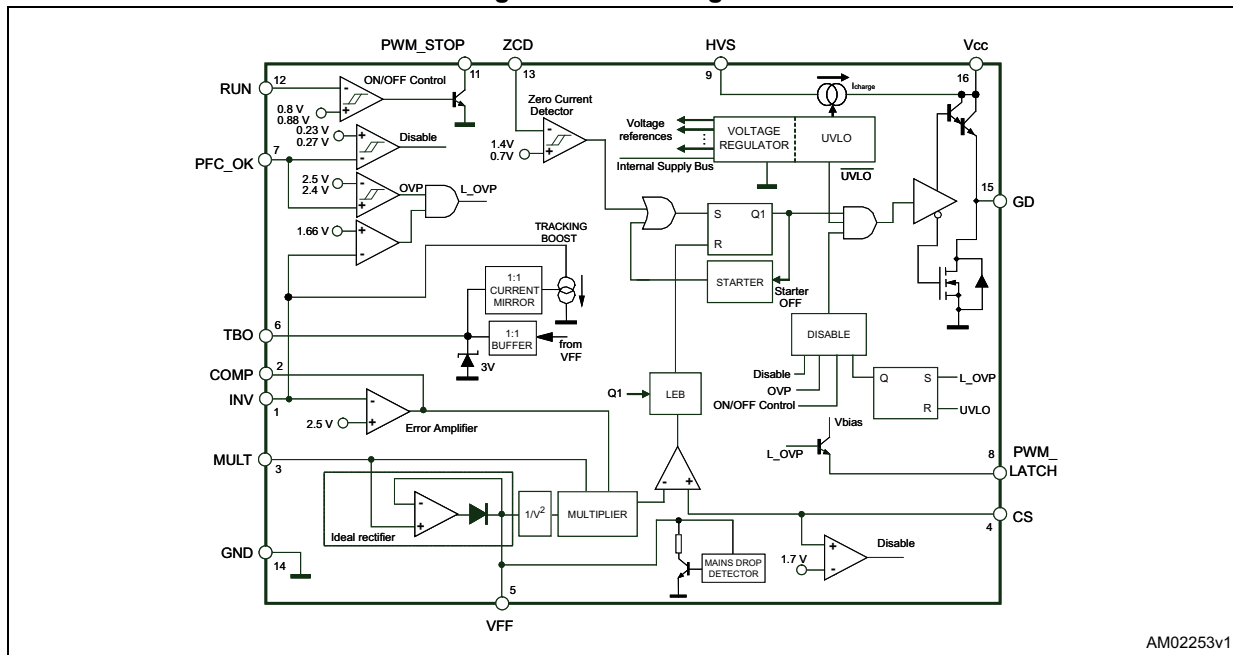 PWM_STOP
ZCD
HVS
Vcc
11
13
9
16
RUN
12
ON/OFF Control
Icharge
0.8 V
0.88 V
0.23 V
0.27 V
Disable
Zero Current
Detector
1.4V
0.7V
Voltage
references
VOLTAGE
REGULATOR
UVLO
Internal Supply Bus
UVLO
7
PFC_OK
2.5 V
2.4 V
OVP
L_OVP
1.66 V
15
GD
S
Q1
R
TRACKING
BOOST
1:1
CURRENT
MIRROR
STARTER
Starter
OFF
6
TBO
1:1
BUFFER
from
VFF
3V
DISABLE
COMP
2
INV
1
2.5 V
Error Amplifier
Q1
LEB
Disable
OVP
ON/OFF Control
Q
S
R
L_OVP
UVLO
Vbias
L_OVP
8
PWM_
LATCH
MULT
3
Ideal rectifier
1/V2
MULTIPLIER
CS
4
MAINS DROP
DETECTOR
1.7 V
Disable
GND
14
5
VFF
AM02253v1